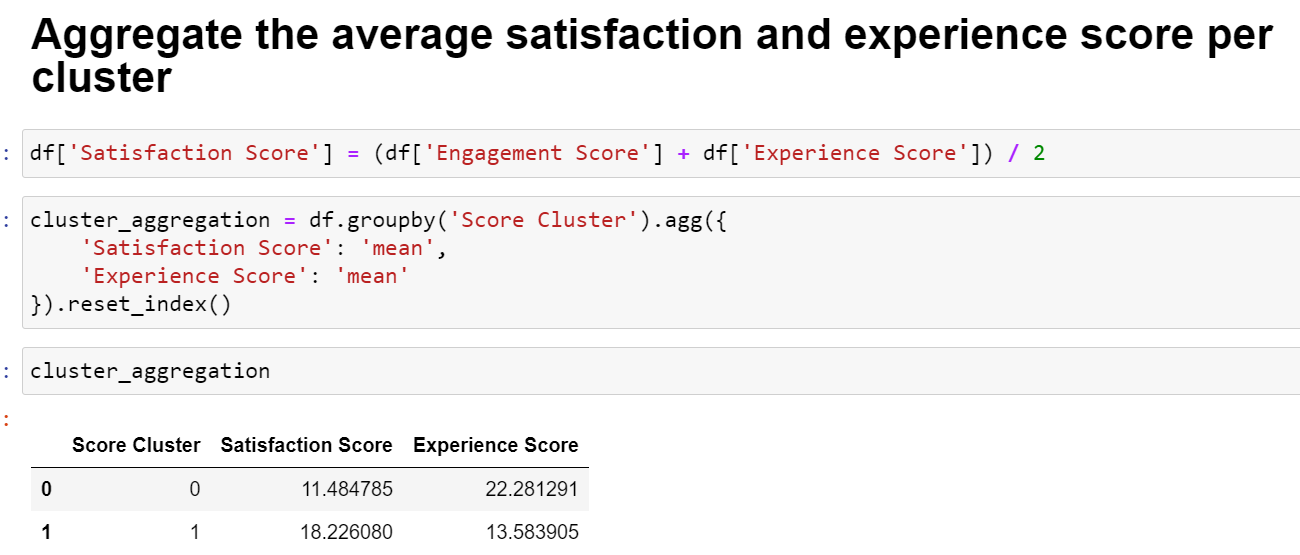 Aggregate the average satisfaction and experience score per
cluster
: df['Satisfaction Score'] = (df['Engagement Score'] + df['Experience Score']) / 2
: cluster_aggregation = df.groupby('Score Cluster').agg({
    'Satisfaction Score': 'mean',
    'Experience Score': 'mean'
}).reset_index()
: cluster_aggregation
:
Score Cluster Satisfaction Score Experience Score
0 0 11.484785 22.281291
1 1 18.226080 13.583905